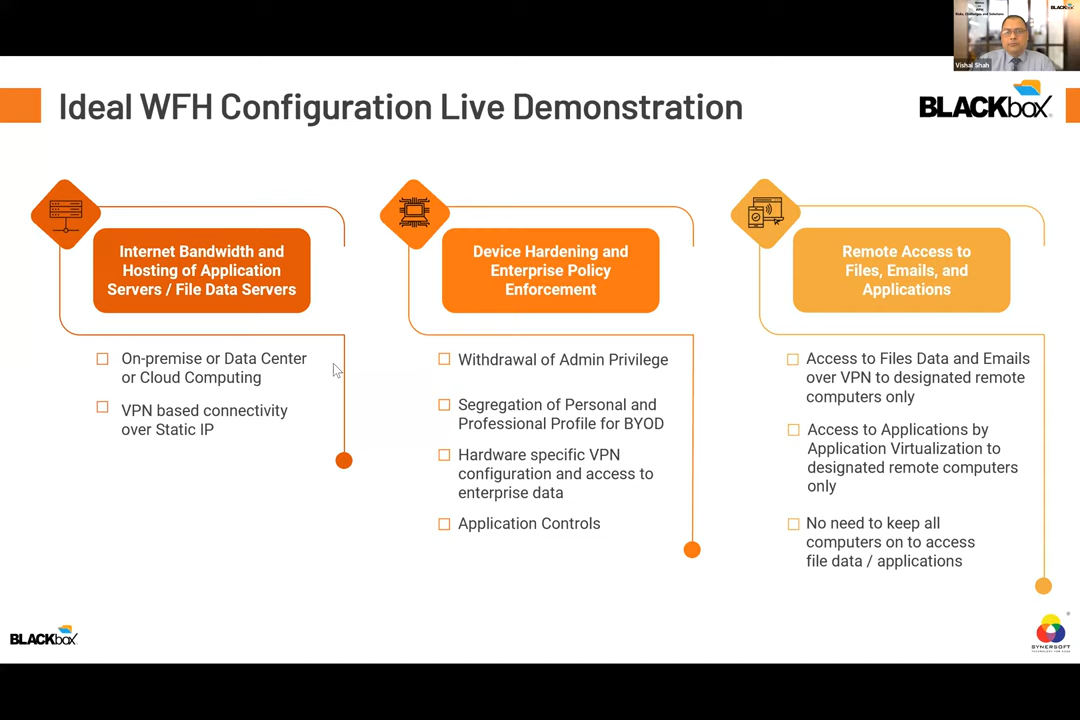 Risks, Challenges and Solutions
BLACKbox
Vishal Shah
Ideal WFH Configuration Live Demonstration
BLACKbox
Internet Bandwidth and
Hosting of Application
Servers / File Data Servers
On-premise or Data Center
or Cloud Computing
VPN based connectivity
over Static IP
Device Hardening and
Enterprise Policy
Enforcement
Withdrawal of Admin Privilege
Segregation of Personal and
Professional Profile for BYOD
Hardware specific VPN
configuration and access to
enterprise data
Application Controls
Remote Access to
Files, Emails, and
Applications
Access to Files Data and Emails
over VPN to designated remote
computers only
Access to Applications by
Application Virtualization to
designated remote computers
only
No need to keep all
computers on to access
file data / applications
BLACKbox
SYNERSOFT